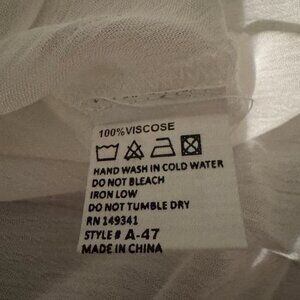 100%VISCOSE
HAND WASH IN COLD WATER
DO NOT BLEACH
IRON LOW
DO NOT TUMBLE DRY
RN 149341
STYLE# A-47
MADE IN CHINA